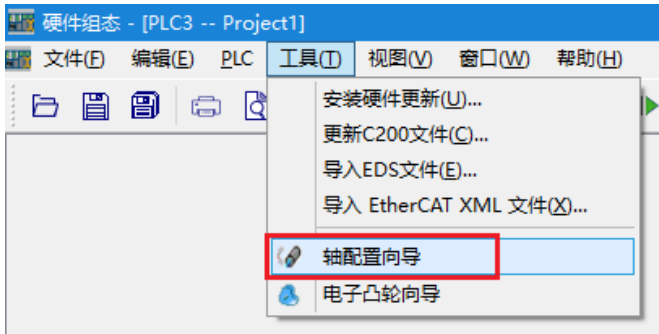 硬件组态 - [PLC3 -- Project1]
文件(F) 编辑(E) PLC 工具(T) 视图(V) 窗口(W) 帮助(H)
安装硬件更新(U)...
更新C200文件(C)...
导入EDS文件(E)...
导入 EtherCAT XML 文件(X)...
轴配置向导
电子凸轮向导